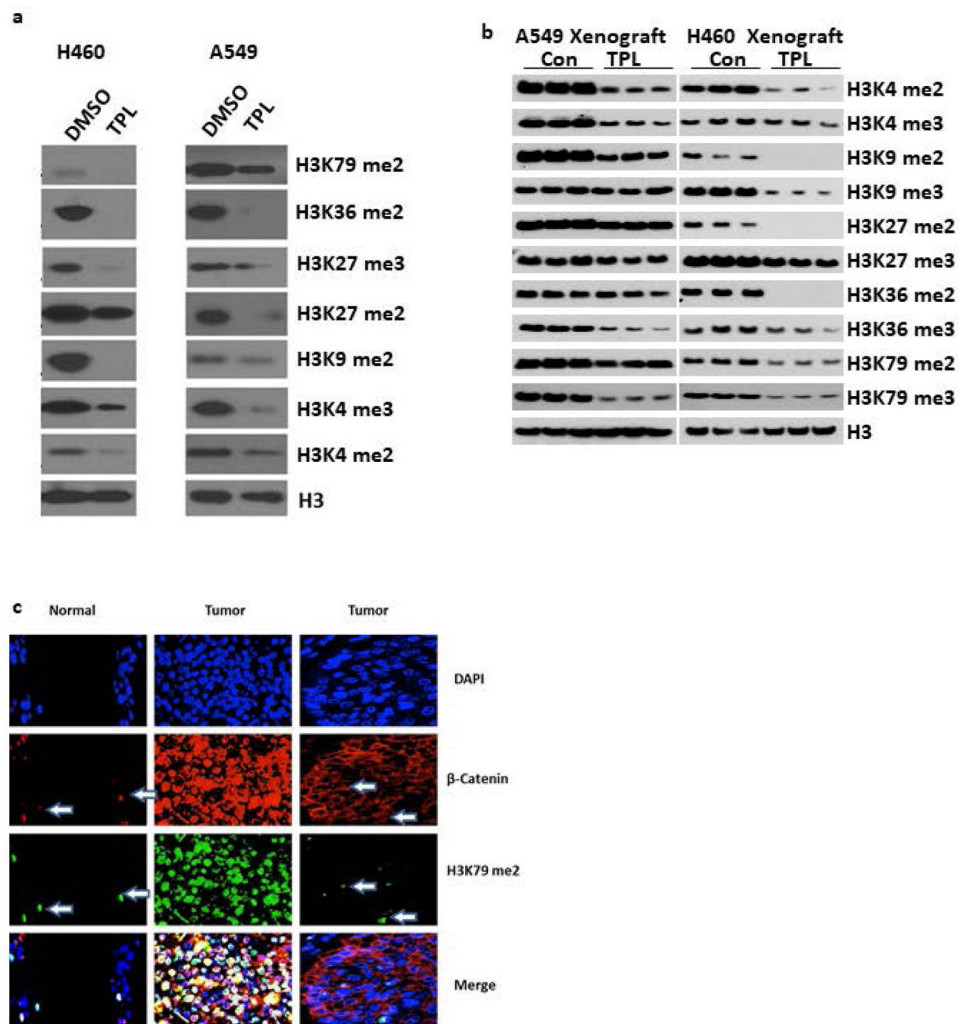 a
H460 A549
DMSO TPL DMSO TPL
H3K79 me2
H3K36 me2
H3K27 me3
H3K27 me2
H3K9 me2
H3K4 me3
H3K4 me2
H3
b
A549 Xenograft H460 Xenograft
Con TPL Con TPL
H3K4 me2
H3K4 me3
H3K9 me2
H3K9 me3
H3K27 me2
H3K27 me3
H3K36 me2
H3K36 me3
H3K79 me2
H3K79 me3
H3
c Normal Tumor Tumor
DAPI
β-Catenin
H3K79 me2
Merge